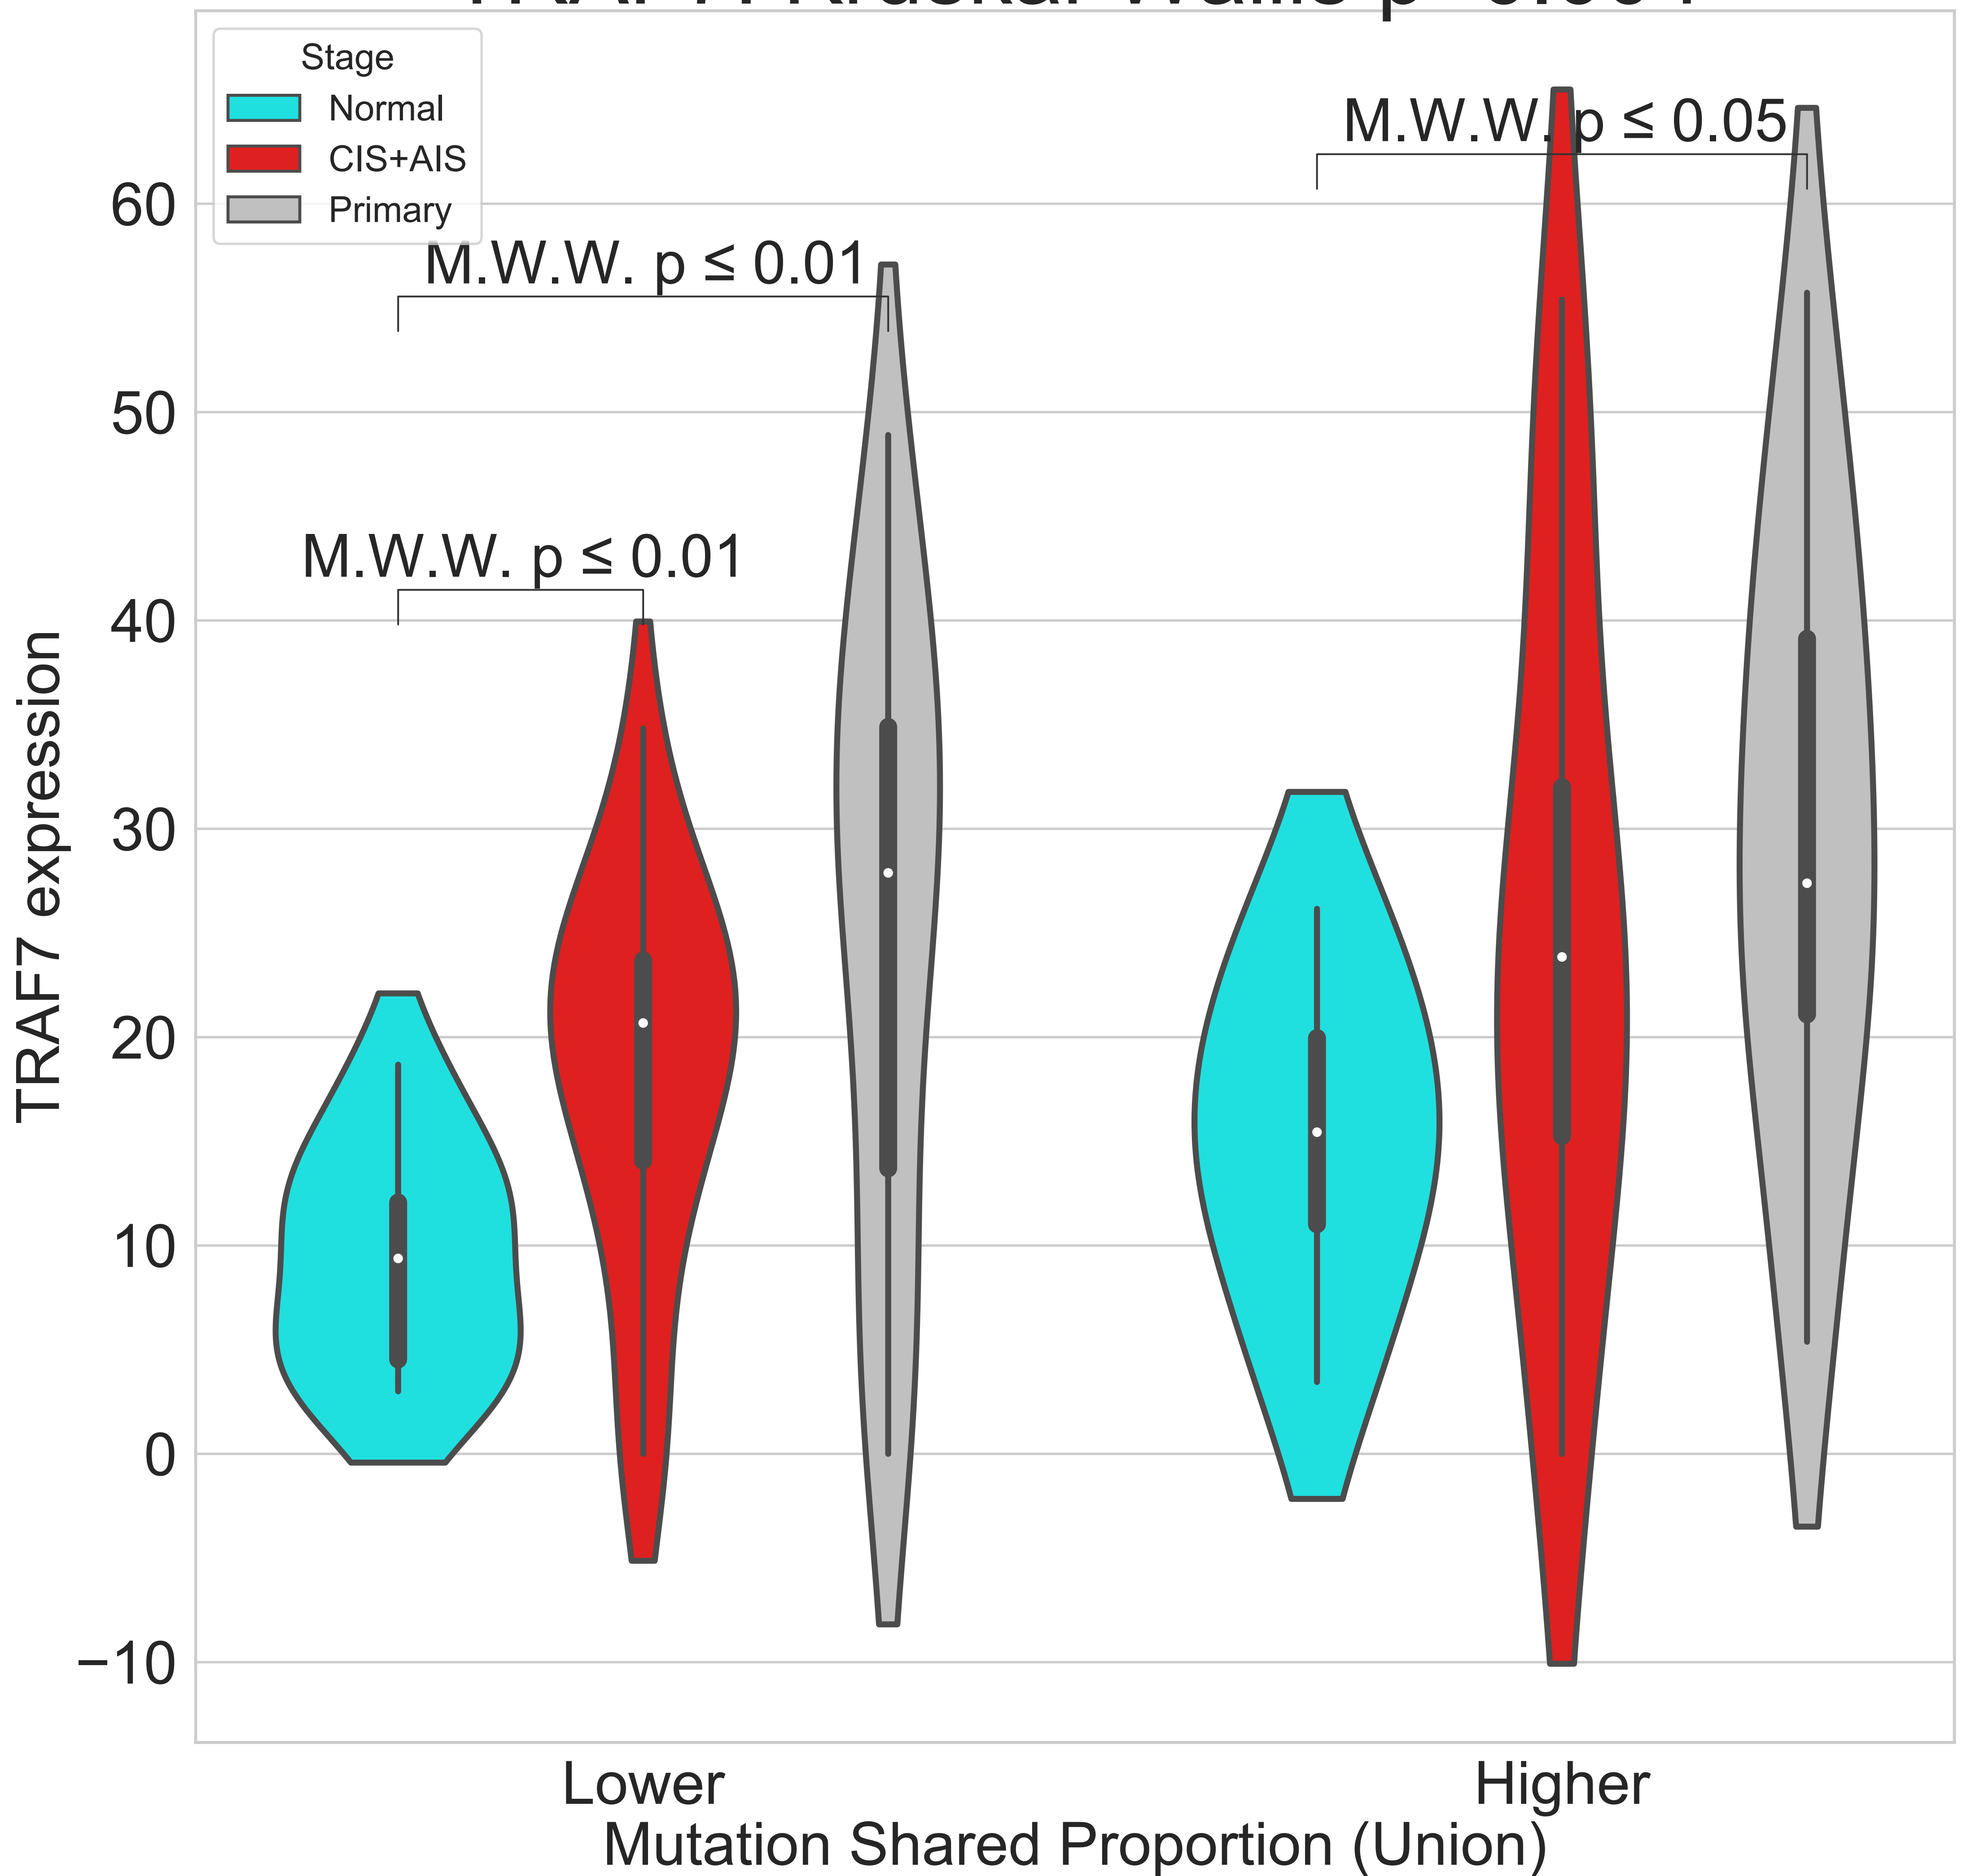 Stage
Normal
CIS+AIS
Primary
M.W.W. p ≤ 0.05
M.W.W. p ≤ 0.01
M.W.W. p ≤ 0.01
60
50
40
30
20
10
0
−10
TRAF7 expression
Lower
Higher
Mutation Shared Proportion (Union)